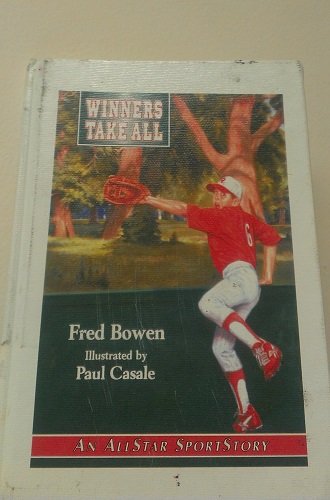 WINNERS
TAKE ALL
6
Fred Bowen
Illustrated by
Paul Casale
AN ALLSTAR SPORTSTORY